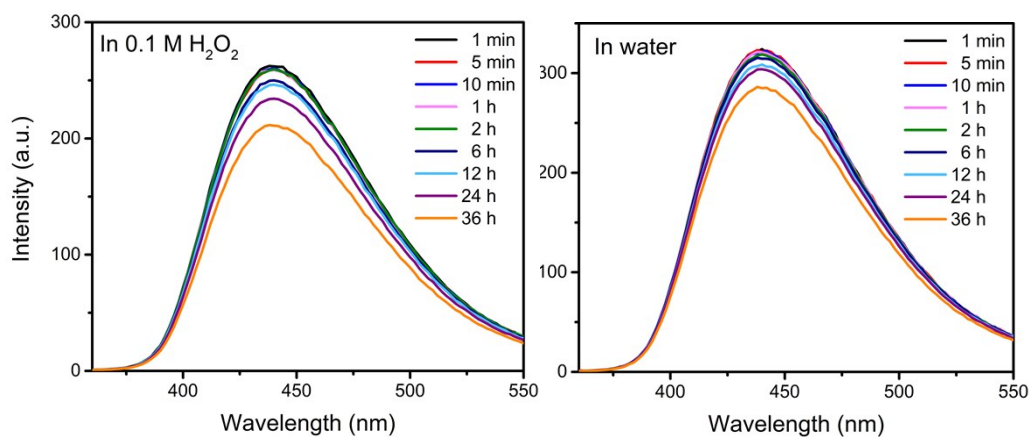 In 0.1 M H₂O₂
1 min
5 min
10 min
1 h
2 h
6 h
12 h
24 h
36 h
300
200
100
0
400
450
500
550
Intensity (a.u.)
Wavelength (nm)
In water
1 min
5 min
10 min
1 h
2 h
6 h
12 h
24 h
36 h
300
200
100
0
400
450
500
550
Wavelength (nm)